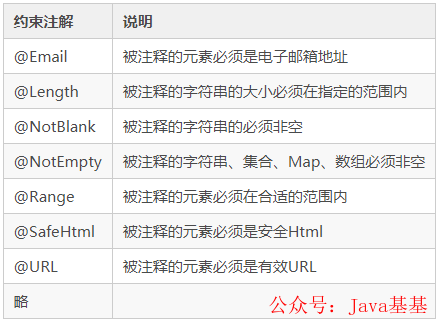 约束注解 说明
@Email 被注释的元素必须是电子邮箱地址
@Length 被注释的字符串的大小必须在指定的范围内
@NotBlank 被注释的字符串的必须非空
@NotEmpty 被注释的字符串、集合、Map、数组必须非空
@Range 被注释的元素必须在合适的范围内
@SafeHtml 被注释的元素必须是安全Html
@URL 被注释的元素必须是有效URL
略
公众号：Java基基